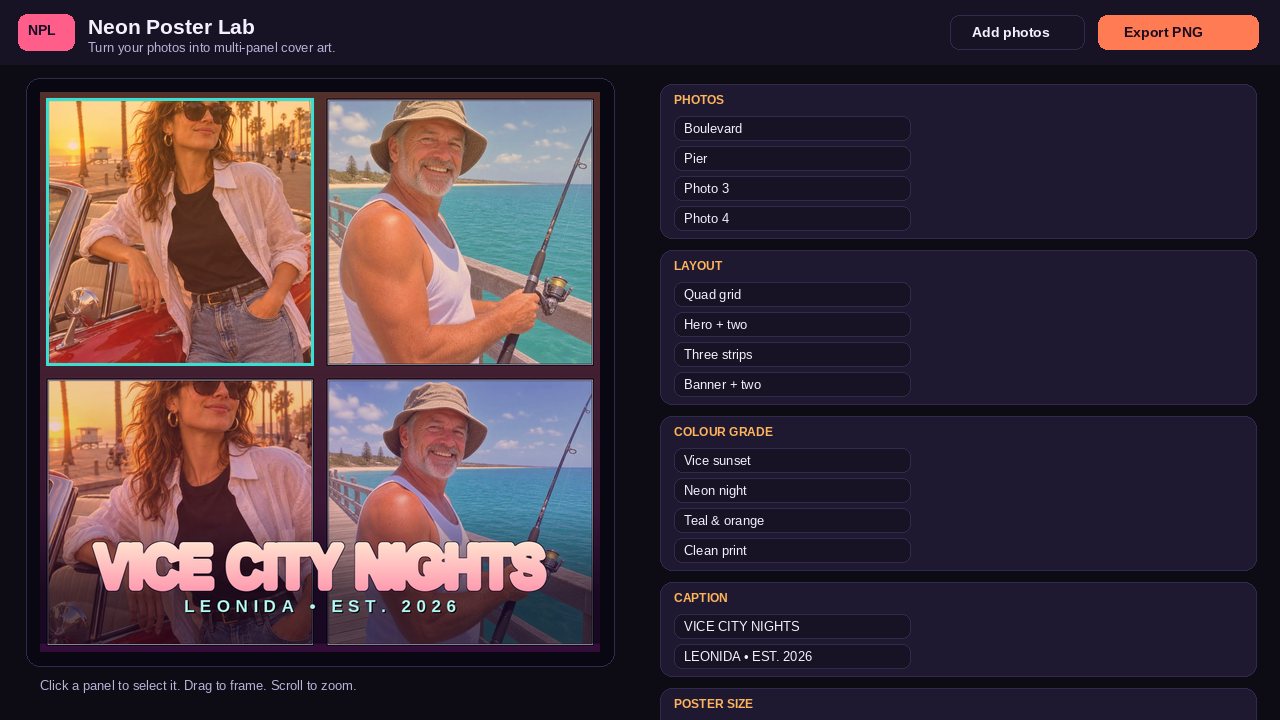 NPL
Neon Poster Lab
Turn your photos into multi-panel cover art.
Add photos
Export PNG
VICE CITY NIGHTS
LEONIDA • EST. 2026
Click a panel to select it. Drag to frame. Scroll to zoom.
PHOTOS
Boulevard
Pier
Photo 3
Photo 4
LAYOUT
Quad grid
Hero + two
Three strips
Banner + two
COLOUR GRADE
Vice sunset
Neon night
Teal & orange
Clean print
CAPTION
VICE CITY NIGHTS
LEONIDA • EST. 2026
POSTER SIZE